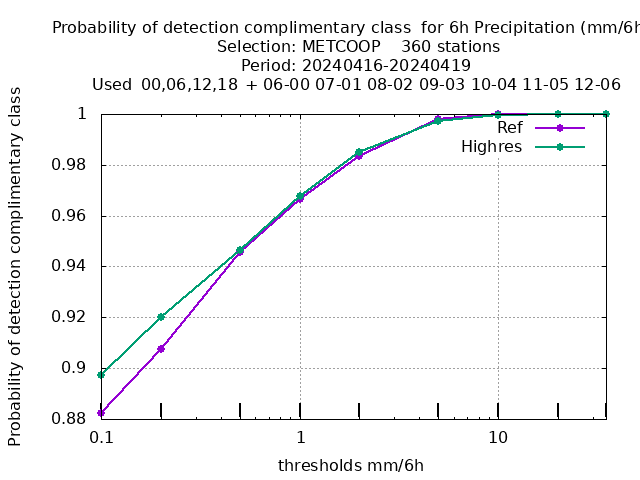 Probability of detection complimentary class  for 6h Precipitation (mm/6h
Selection: METCOOP    360 stations
Period: 20240416-20240419
Used  00,06,12,18  + 06-00 07-01 08-02 09-03 10-04 11-05 12-06
Probability of detection complimentary class
1
0.98
0.96
0.94
0.92
0.9
0.88
Ref
Highres
0.1
1
10
thresholds mm/6h